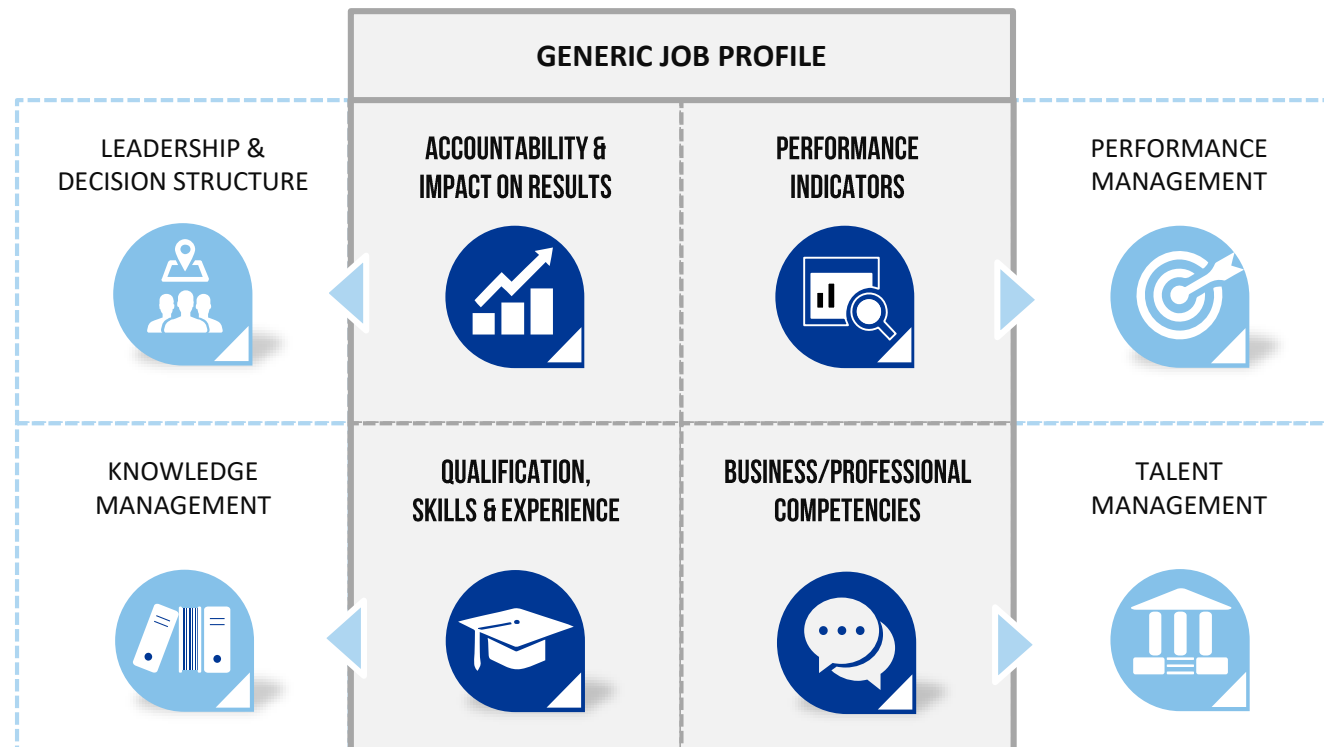 GENERIC JOB PROFILE
LEADERSHIP &
DECISION STRUCTURE
ACCOUNTABILITY &
IMPACT ON RESULTS
PERFORMANCE
INDICATORS
PERFORMANCE
MANAGEMENT
KNOWLEDGE
MANAGEMENT
QUALIFICATION,
SKILLS & EXPERIENCE
BUSINESS/PROFESSIONAL
COMPETENCIES
TALENT
MANAGEMENT